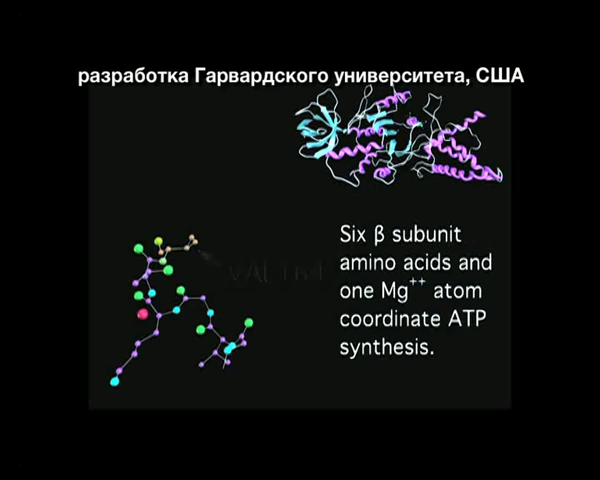 разработка Гарвардского университета, США
Six β subunit
amino acids and
one Mg⁺⁺ atom
coordinate ATP
synthesis.